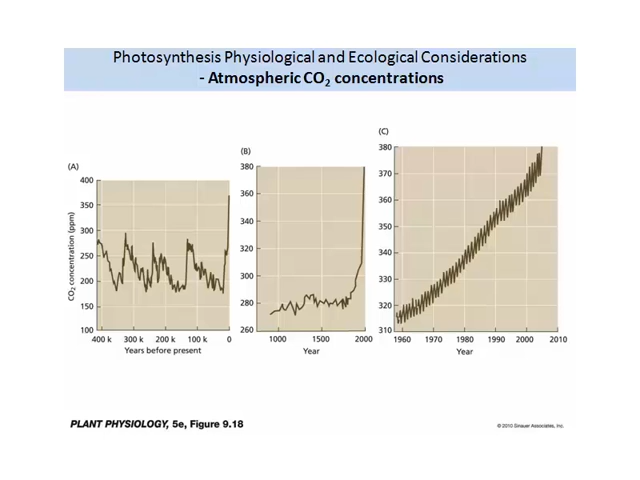 Photosynthesis Physiological and Ecological Considerations
- Atmospheric CO₂ concentrations
(A)
400
350
300
250
200
150
100
CO₂ concentration (ppm)
400 k 300 k 200 k 100 k 0
Years before present
(B)
380
360
340
320
300
280
260
1000 1500 2000
Year
(C)
380
370
360
350
340
330
320
310
1960 1970 1980 1990 2000 2010
Year
PLANT PHYSIOLOGY, 5e, Figure 9.18
© 2010 Sinauer Associates, Inc.